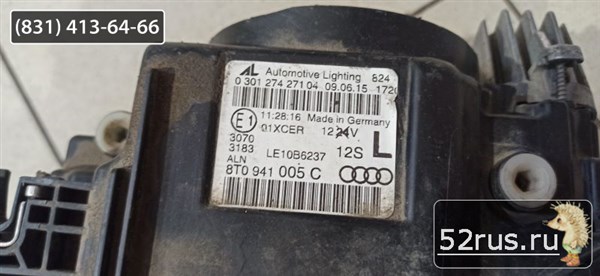 (831) 413-64-66
AL Automotive Lighting 824
0 301 274 271 04 09.06.15 172
E1 11:28:16 Made in Germany
01XCER 12 24V
3070
3183 LE10B6237 12S L
ALN
8T0 941 005 C
52rus.ru